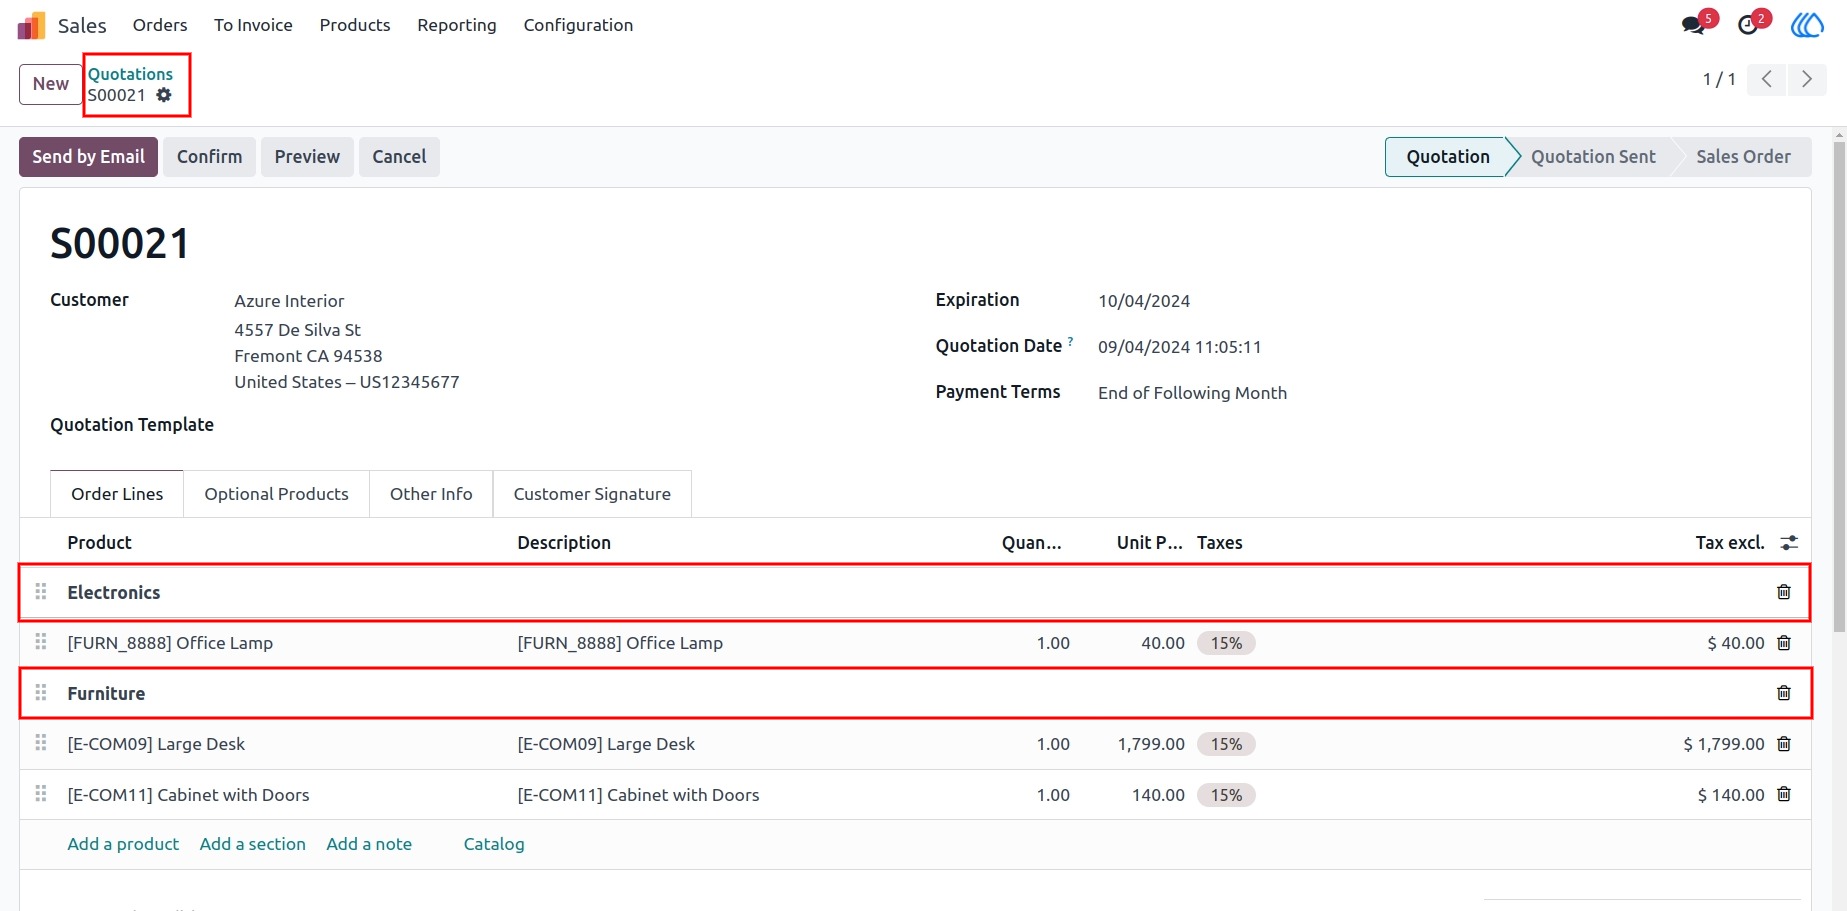 Sales Orders To Invoice Products Reporting Configuration 5 2
New Quotations
S00021 1 / 1
Send by Email Confirm Preview Cancel Quotation Quotation Sent Sales Order
S00021
Customer Azure Interior Expiration 10/04/2024
4557 De Silva St
Fremont CA 94538 Quotation Date ? 09/04/2024 11:05:11
United States – US12345677 Payment Terms End of Following Month
Quotation Template
Order Lines Optional Products Other Info Customer Signature
Product Description Quan... Unit P... Taxes Tax excl.
Electronics
[FURN_8888] Office Lamp [FURN_8888] Office Lamp 1.00 40.00 15% $ 40.00
Furniture
[E-COM09] Large Desk [E-COM09] Large Desk 1.00 1,799.00 15% $ 1,799.00
[E-COM11] Cabinet with Doors [E-COM11] Cabinet with Doors 1.00 140.00 15% $ 140.00
Add a product Add a section Add a note Catalog